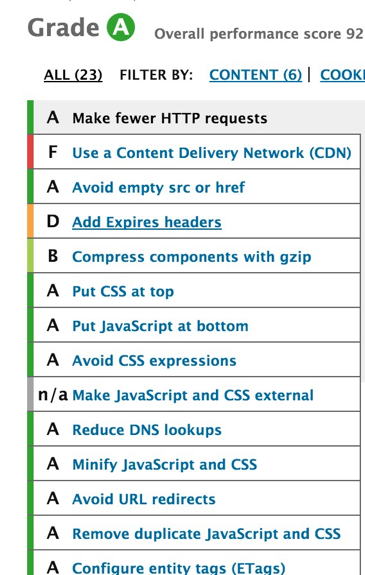 Grade A Overall performance score 92
ALL (23) FILTER BY: CONTENT (6) | COOKI
A Make fewer HTTP requests
F Use a Content Delivery Network (CDN)
A Avoid empty src or href
D Add Expires headers
B Compress components with gzip
A Put CSS at top
A Put JavaScript at bottom
A Avoid CSS expressions
n/a Make JavaScript and CSS external
A Reduce DNS lookups
A Minify JavaScript and CSS
A Avoid URL redirects
A Remove duplicate JavaScript and CSS
A Configure entity tags (ETags)